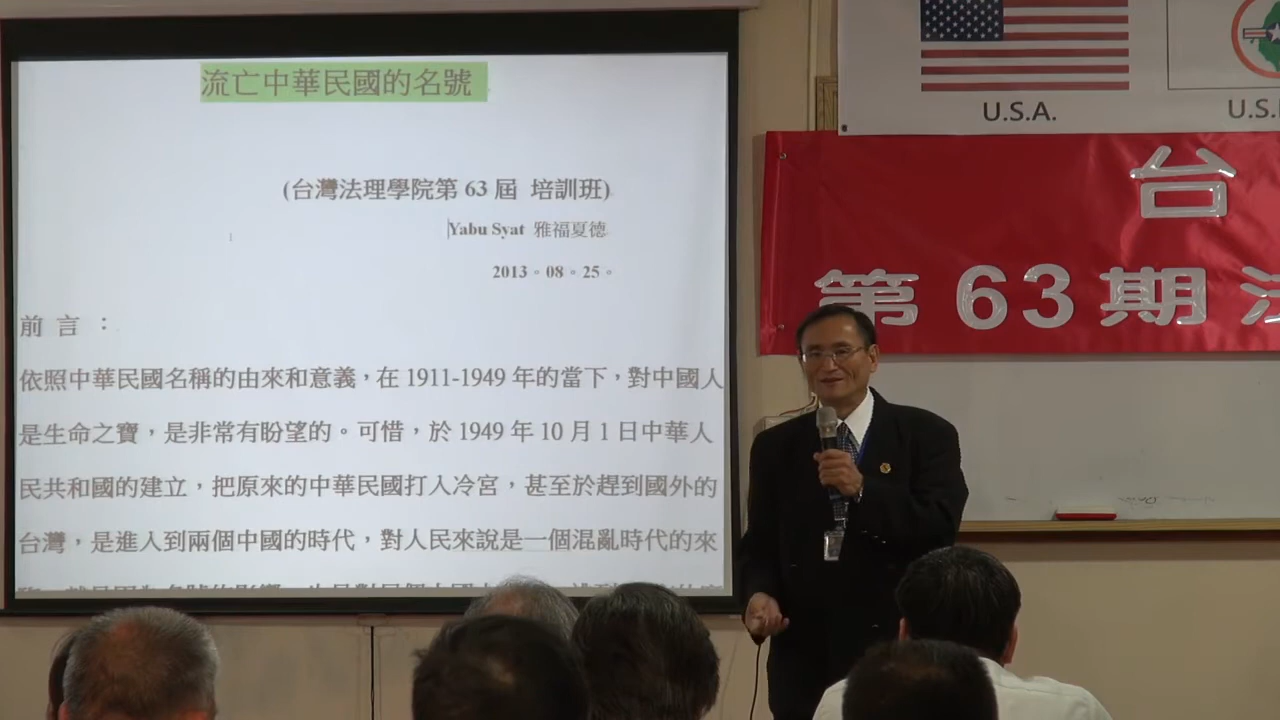 流亡中華民國的名號
(台灣法理學院第 63 屆 培訓班)
Yabu Syat 雅福夏德
2013。08。25。
前 言 ：
依照中華民國名稱的由來和意義，在 1911-1949 年的當下，對中國人
是生命之寶，是非常有盼望的。可惜，於 1949 年 10 月 1 日中華人
民共和國的建立，把原來的中華民國打入冷宮，甚至於趕到國外的
台灣，是進入到兩個中國的時代，對人民來說是一個混亂時代的來
U.S.A.
台
第 63 期